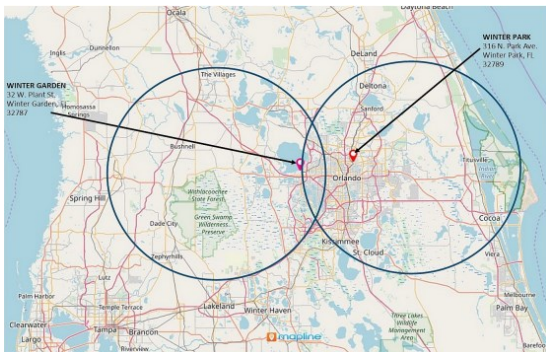 Ocala
Daytona Beach
Inglis
Dunnellon
WINTER PARK
316 N. Park Ave.
Winter Park, FL
32789
DeLand
The Villages
Deltona
WINTER GARDEN
32 W. Plant St.
Winter Garden, FL
32787
Homosassa
Springs
Sanford
Bushnell
Titusville
Indian
Orlando
Withlacoochee
State Forest
Spring Hill
Green Swamp
Wilderness
Preserve
Cocoa
Dade City
Kissimmee
St. Cloud
Zephyrhills
Viera
Lutz
Palm Harbor
Temple Terrace
Lakeland
Winter Haven
Melbourne
Palm Bay
Three Lakes
Wildlife
Management
Area
Clearwater
Tampa
Brandon
Largo
mapline
Riverview
Barefoo